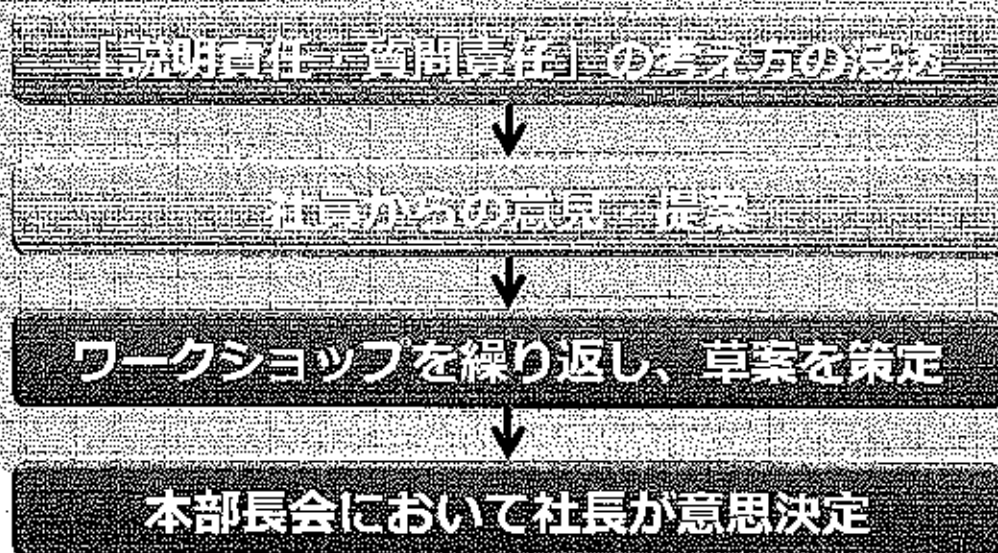 「説明責任・質問責任」の考え方の浸透
社員からの意見・提案
ワークショップを繰り返し、草案を策定
本部長会において社長が意思決定